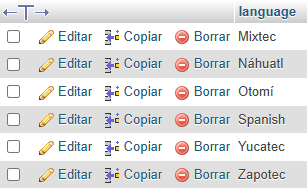 ←T→ language
Editar Copiar Borrar Mixtec
Editar Copiar Borrar Náhuatl
Editar Copiar Borrar Otomí
Editar Copiar Borrar Spanish
Editar Copiar Borrar Yucatec
Editar Copiar Borrar Zapotec